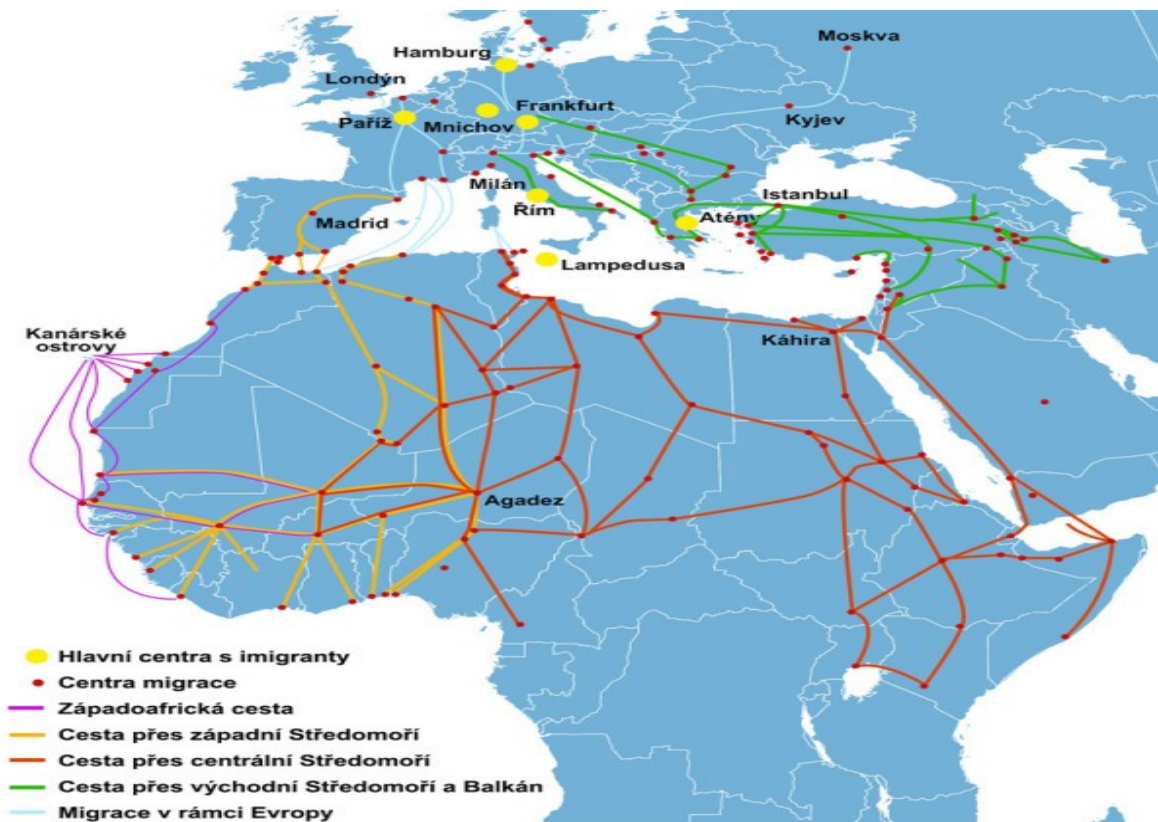 Moskva
Hamburg
Londýn
Frankfurt
Paříž
Mnichov
Kyjev
Milán
Istanbul
Řím
Madrid
Atény
Lampedusa
Kanárské
ostrovy
Káhira
Agadez
Hlavní centra s imigranty
Centra migrace
Západoafrická cesta
Cesta přes západní Středomoří
Cesta přes centrální Středomoří
Cesta přes východní Středomoří a Balkán
Migrace v rámci Evropy